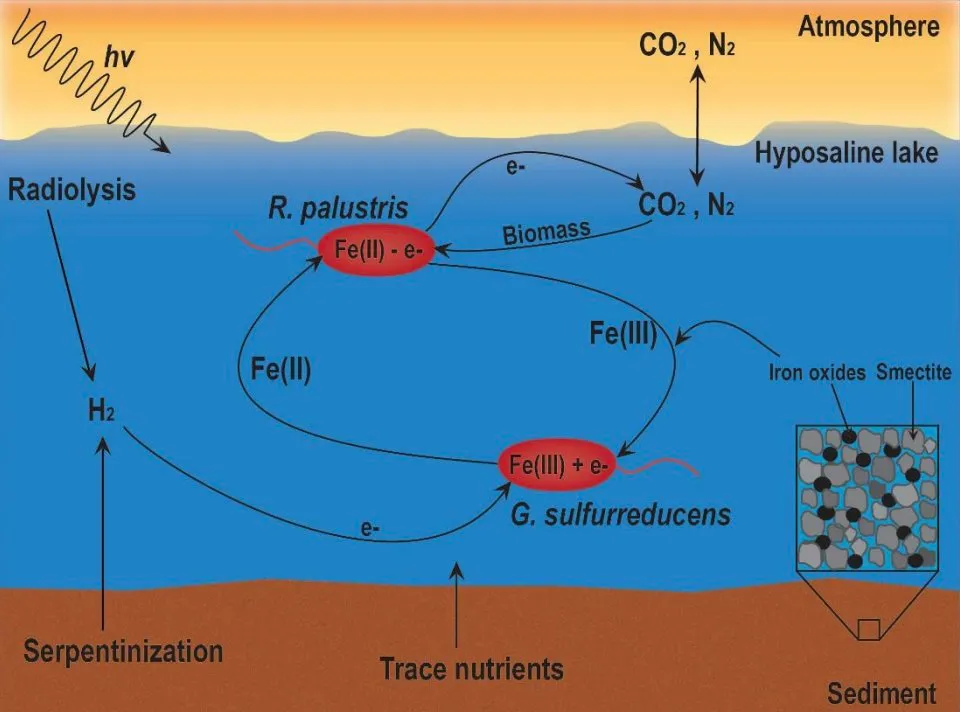 hv
CO₂ , N₂
Atmosphere
Hyposaline lake
Radiolysis
e-
CO₂ , N₂
R. palustris
Biomass
Fe(II) - e-
Fe(III)
Fe(II)
Iron oxides Smectite
H₂
Fe(III) + e-
G. sulfurreducens
e-
Serpentinization
Trace nutrients
Sediment